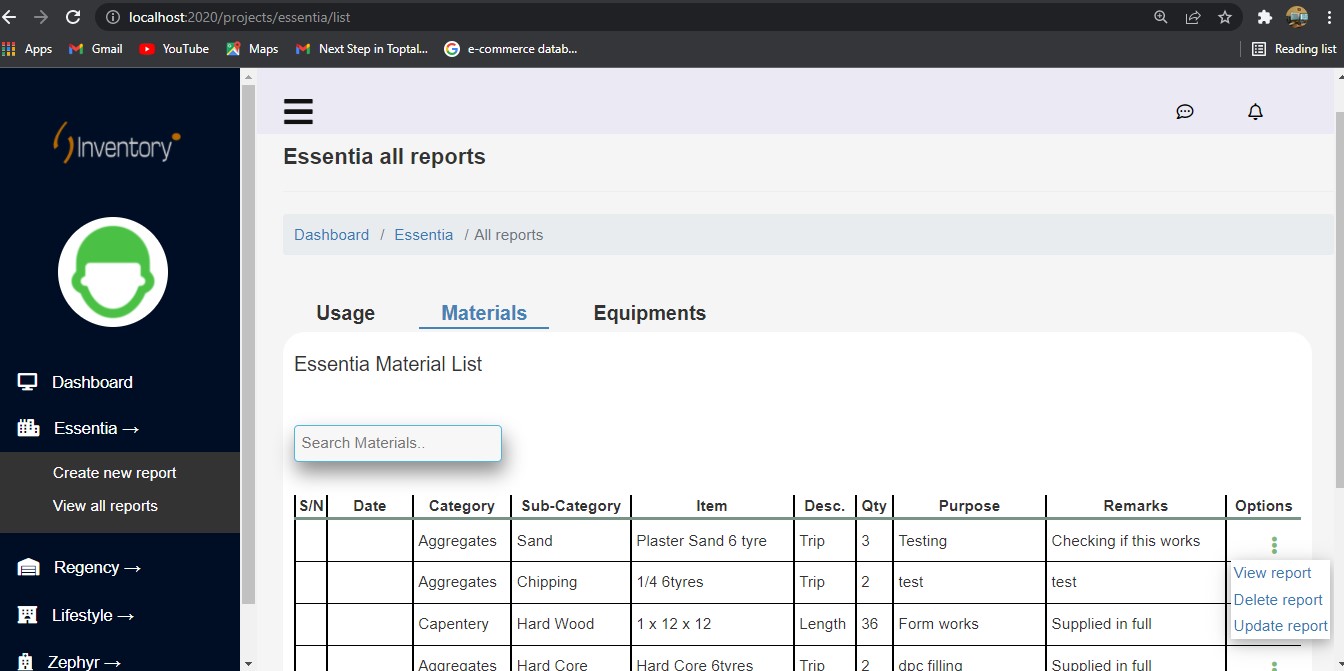 localhost:2020/projects/essentia/list
Apps Gmail YouTube Maps Next Step in Toptal... e-commerce datab... Reading list
Inventory
Dashboard
Essentia →
Create new report
View all reports
Regency →
Lifestyle →
Zephyr →
Essentia all reports
Dashboard / Essentia / All reports
Usage Materials Equipments
Essentia Material List
Search Materials..
S/N Date Category Sub-Category Item Desc. Qty Purpose Remarks Options
Aggregates Sand Plaster Sand 6 tyre Trip 3 Testing Checking if this works
Aggregates Chipping 1/4 6tyres Trip 2 test test
Capentery Hard Wood 1 x 12 x 12 Length 36 Form works Supplied in full
Aggregates Hard Core Hard Core 6tyres Trip 2 dpc filling Supplied in full
View report
Delete report
Update report